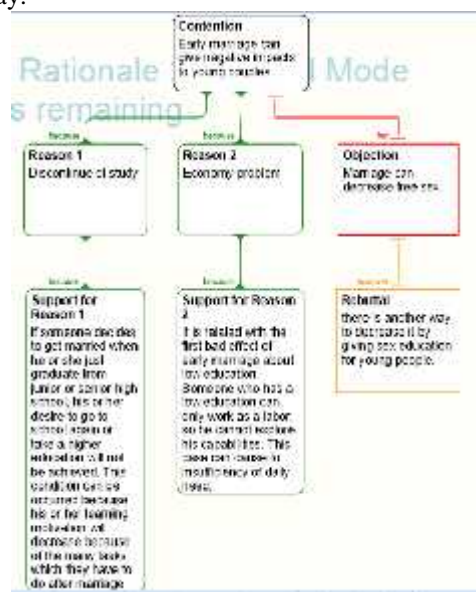 Contention
Early marriage can
give negative impacts
to young couples
Rationale
Mode
s remaining
because
because
but
Reason 1
Discontinue of study
Reason 2
Economy problem
Objection
Marriage can
decrease free sex
because
because
Support for
Reason 1
If someone decides
to get married when
he or she just
graduate from
junior or senior high
school, his or her
desire to go to
school again or
take a higher
education will not
be achieved. This
condition can be
occurred because
his or her learning
motivation will
decrease because
of the many tasks
which they have to
do after marriage
Support for Reason
2
It is related with the
first bad effect of
early marriage about
low education.
Someone who has a
low education can
only work as a labor
so he cannot explore
his capabilities. This
case can cause to
insufficiency of daily
need.
Rebuttal
there is another way
to decrease it by
giving sex education
for young people.